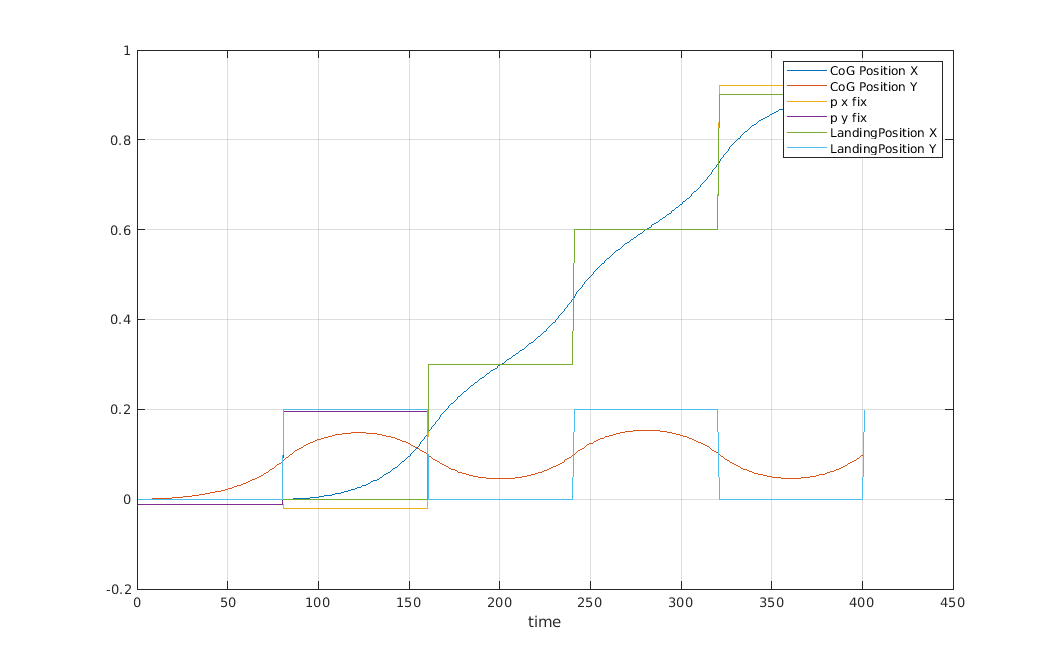 1
0.8
0.6
0.4
0.2
0
-0.2
0 50 100 150 200 250 300 350 400 450
time
CoG Position X
CoG Position Y
p x fix
p y fix
LandingPosition X
LandingPosition Y